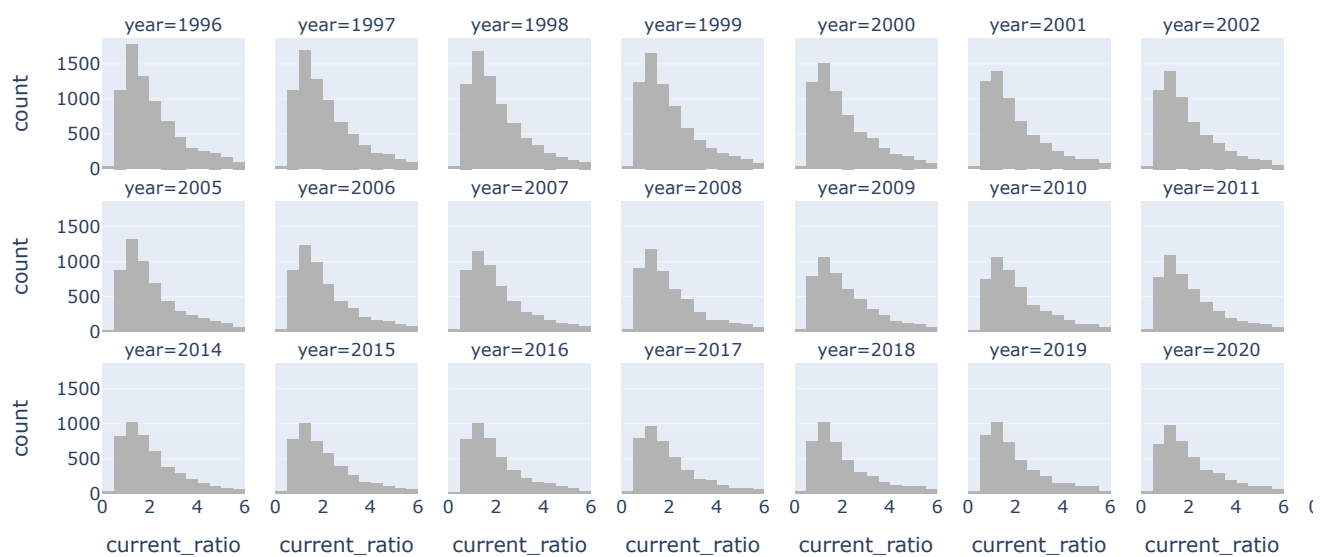 year=1996 year=1997 year=1998 year=1999 year=2000 year=2001 year=2002
1500
1000
500
0
count
year=2005 year=2006 year=2007 year=2008 year=2009 year=2010 year=2011
1500
1000
500
0
count
year=2014 year=2015 year=2016 year=2017 year=2018 year=2019 year=2020
1500
1000
500
0
count
0 2 4 6 0 2 4 6 0 2 4 6 0 2 4 6 0 2 4 6 0 2 4 6 0 2 4 6
current_ratio current_ratio current_ratio current_ratio current_ratio current_ratio current_ratio